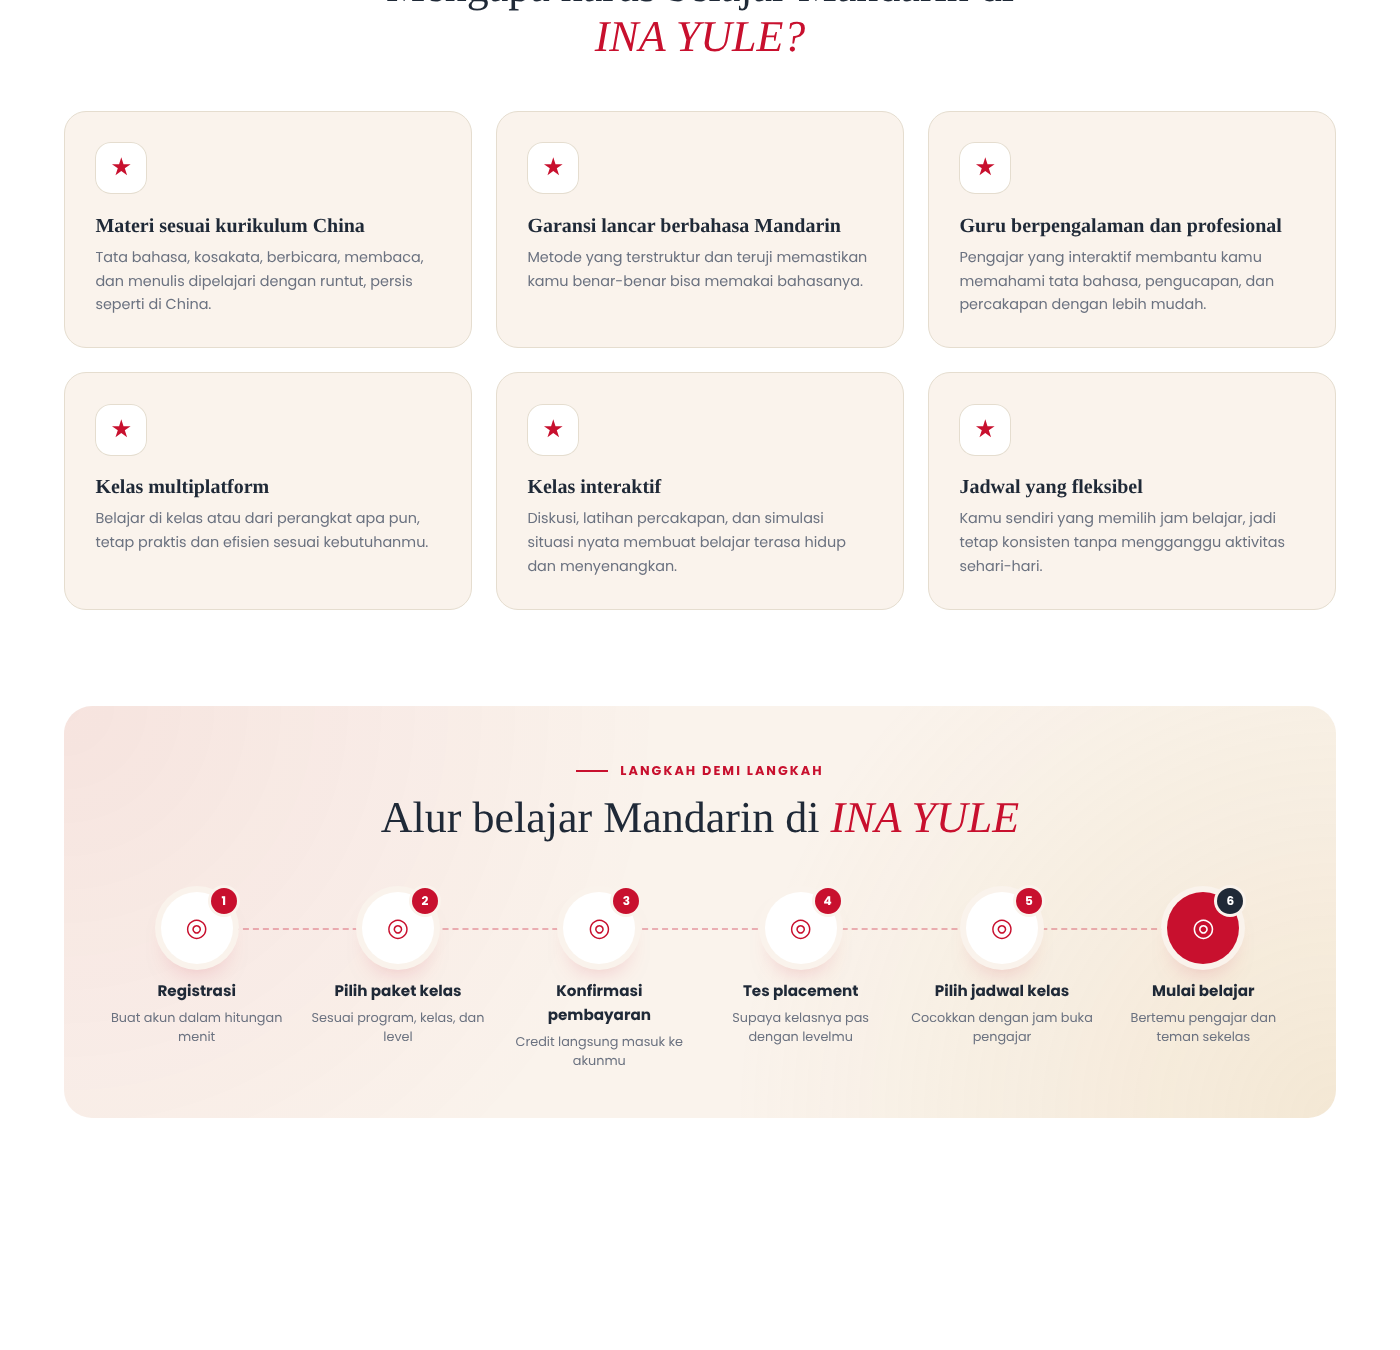 Mengapa harus belajar Mandarin di
INA YULE?
Materi sesuai kurikulum China
Tata bahasa, kosakata, berbicara, membaca,
dan menulis dipelajari dengan runtut, persis
seperti di China.
Garansi lancar berbahasa Mandarin
Metode yang terstruktur dan teruji memastikan
kamu benar-benar bisa memakai bahasanya.
Guru berpengalaman dan profesional
Pengajar yang interaktif membantu kamu
memahami tata bahasa, pengucapan, dan
percakapan dengan lebih mudah.
Kelas multiplatform
Belajar di kelas atau dari perangkat apa pun,
tetap praktis dan efisien sesuai kebutuhanmu.
Kelas interaktif
Diskusi, latihan percakapan, dan simulasi
situasi nyata membuat belajar terasa hidup
dan menyenangkan.
Jadwal yang fleksibel
Kamu sendiri yang memilih jam belajar, jadi
tetap konsisten tanpa mengganggu aktivitas
sehari-hari.
LANGKAH DEMI LANGKAH
Alur belajar Mandarin di INA YULE
1
Registrasi
Buat akun dalam hitungan
menit
2
Pilih paket kelas
Sesuai program, kelas, dan
level
3
Konfirmasi
pembayaran
Credit langsung masuk ke
akunmu
4
Tes placement
Supaya kelasnya pas
dengan levelmu
5
Pilih jadwal kelas
Cocokkan dengan jam buka
pengajar
6
Mulai belajar
Bertemu pengajar dan
teman sekelas